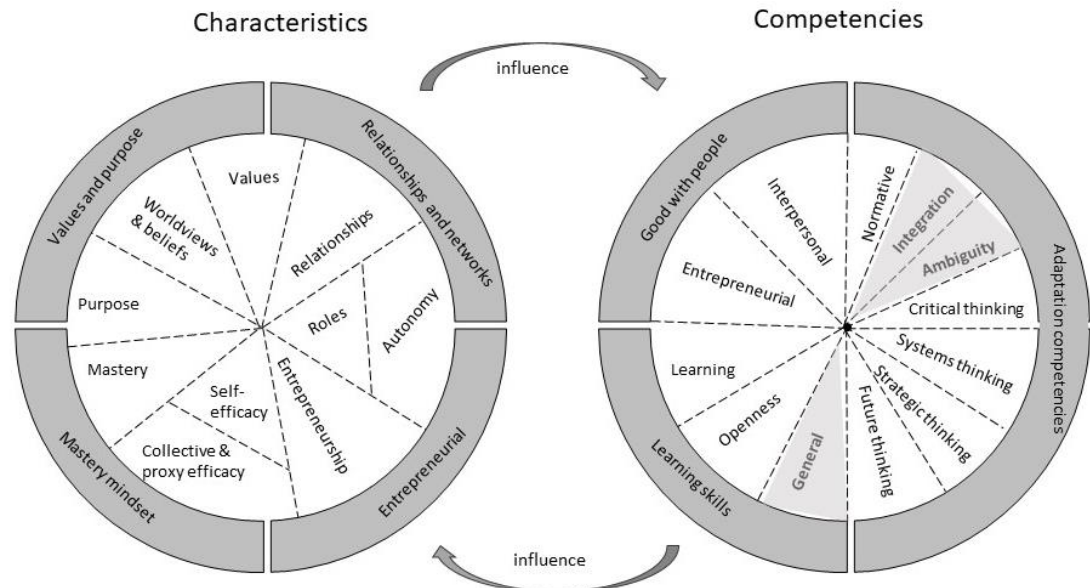 Characteristics
Competencies
influence
Values and purpose
Relationships and networks
Values
Worldviews
& beliefs
Relationships
Purpose
Roles
Autonomy
Mastery
Self-
efficacy
Entrepreneurship
Collective &
proxy efficacy
Mastery mindset
Entrepreneurial
Good with people
Adaptation competencies
Interpersonal
Normative
Integration
Ambiguity
Entrepreneurial
Critical thinking
Learning
Systems thinking
Openness
Strategic thinking
General
Future thinking
Learning skills
influence